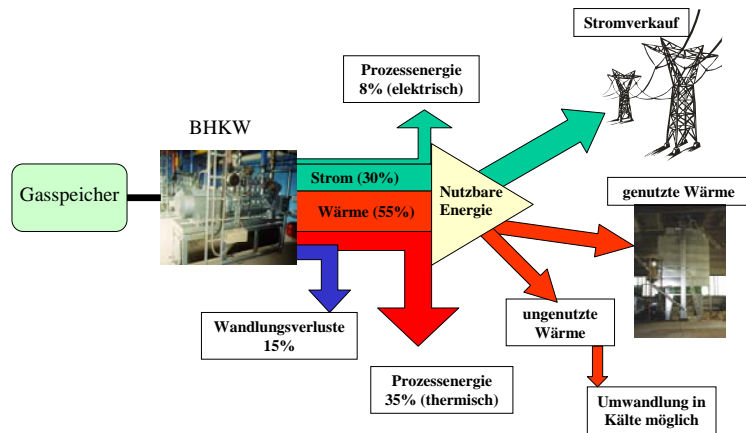 Stromverkauf
Prozessenergie
8% (elektrisch)
BHKW
Gasspeicher
Strom (30%)
Wärme (55%)
Nutzbare
Energie
genutzte Wärme
Wandlungsverluste
15%
ungenutzte
Wärme
Prozessenergie
35% (thermisch)
Umwandlung in
Kälte möglich